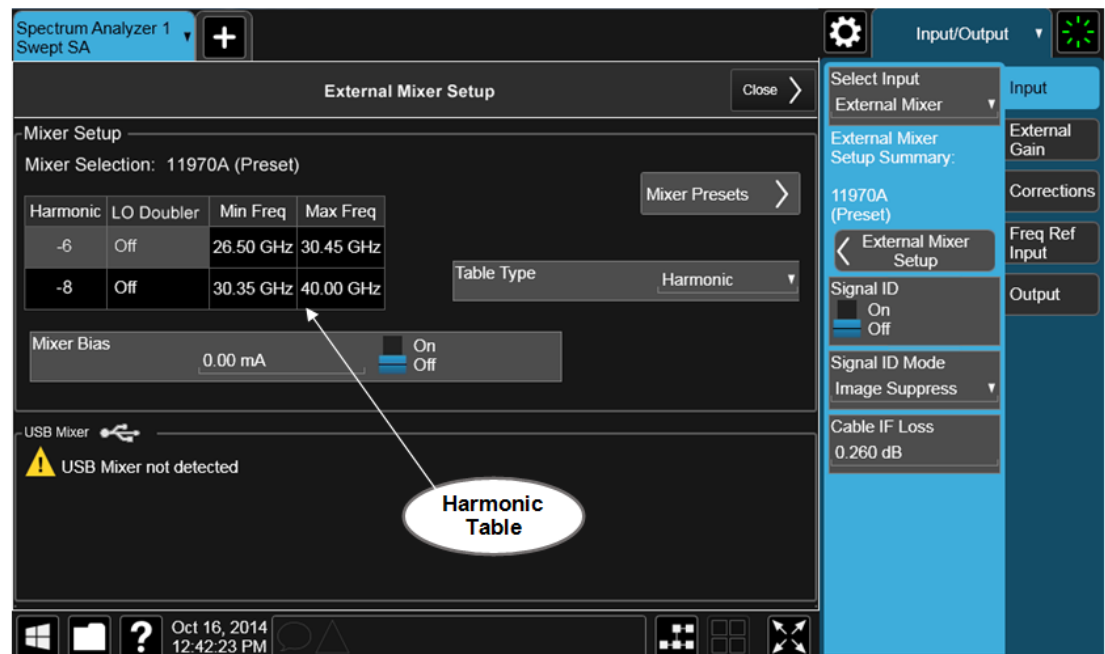 Spectrum Analyzer 1
Swept SA
Input/Output
External Mixer Setup
Close
Mixer Setup
Mixer Selection: 11970A (Preset)
Mixer Presets
Harmonic LO Doubler Min Freq Max Freq
-6 Off 26.50 GHz 30.45 GHz
-8 Off 30.35 GHz 40.00 GHz
Table Type Harmonic
Mixer Bias
0.00 mA
On
Off
USB Mixer
USB Mixer not detected
Harmonic
Table
Select Input
External Mixer
External Mixer
Setup Summary:
11970A
(Preset)
External Mixer
Setup
Signal ID
On
Off
Signal ID Mode
Image Suppress
Cable IF Loss
0.260 dB
Input
External
Gain
Corrections
Freq Ref
Input
Output
?
Oct 16, 2014
12:42:23 PM